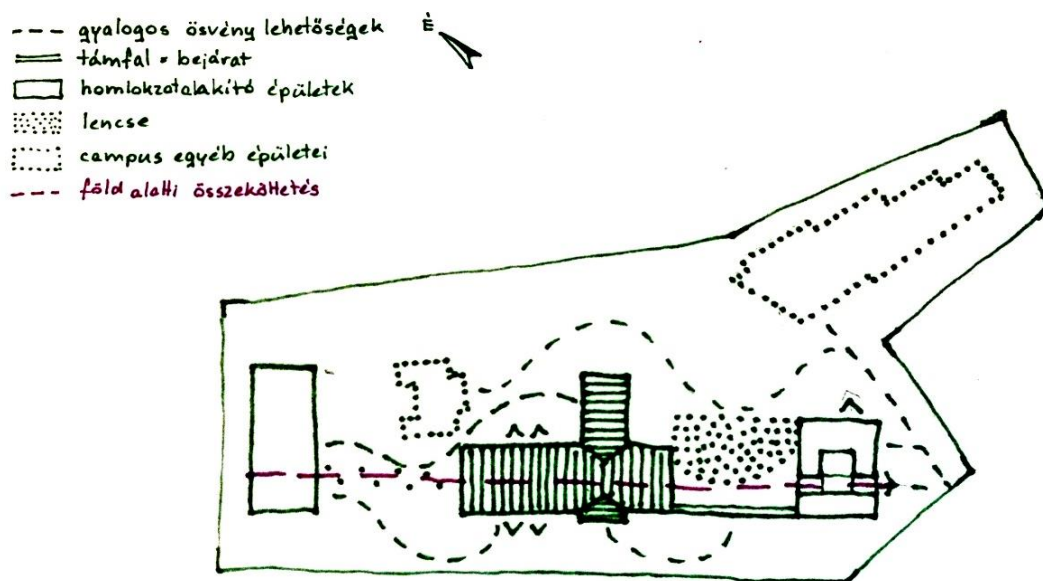 gyalogos ösvény lehetőségek
támfal = bejárat
homlokzatalakító épületek
lencse
campus egyéb épületei
föld alatti összeköttetés
É